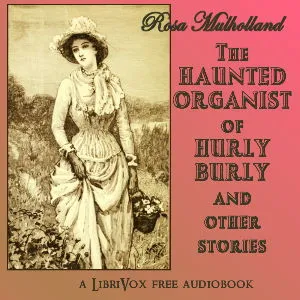 Rosa Mulholland
The
HAUNTED
ORGANIST
OF
HURLY
BURLY
AND
OTHER
STORIES
A LIBRIVOX FREE AUDIOBOOK